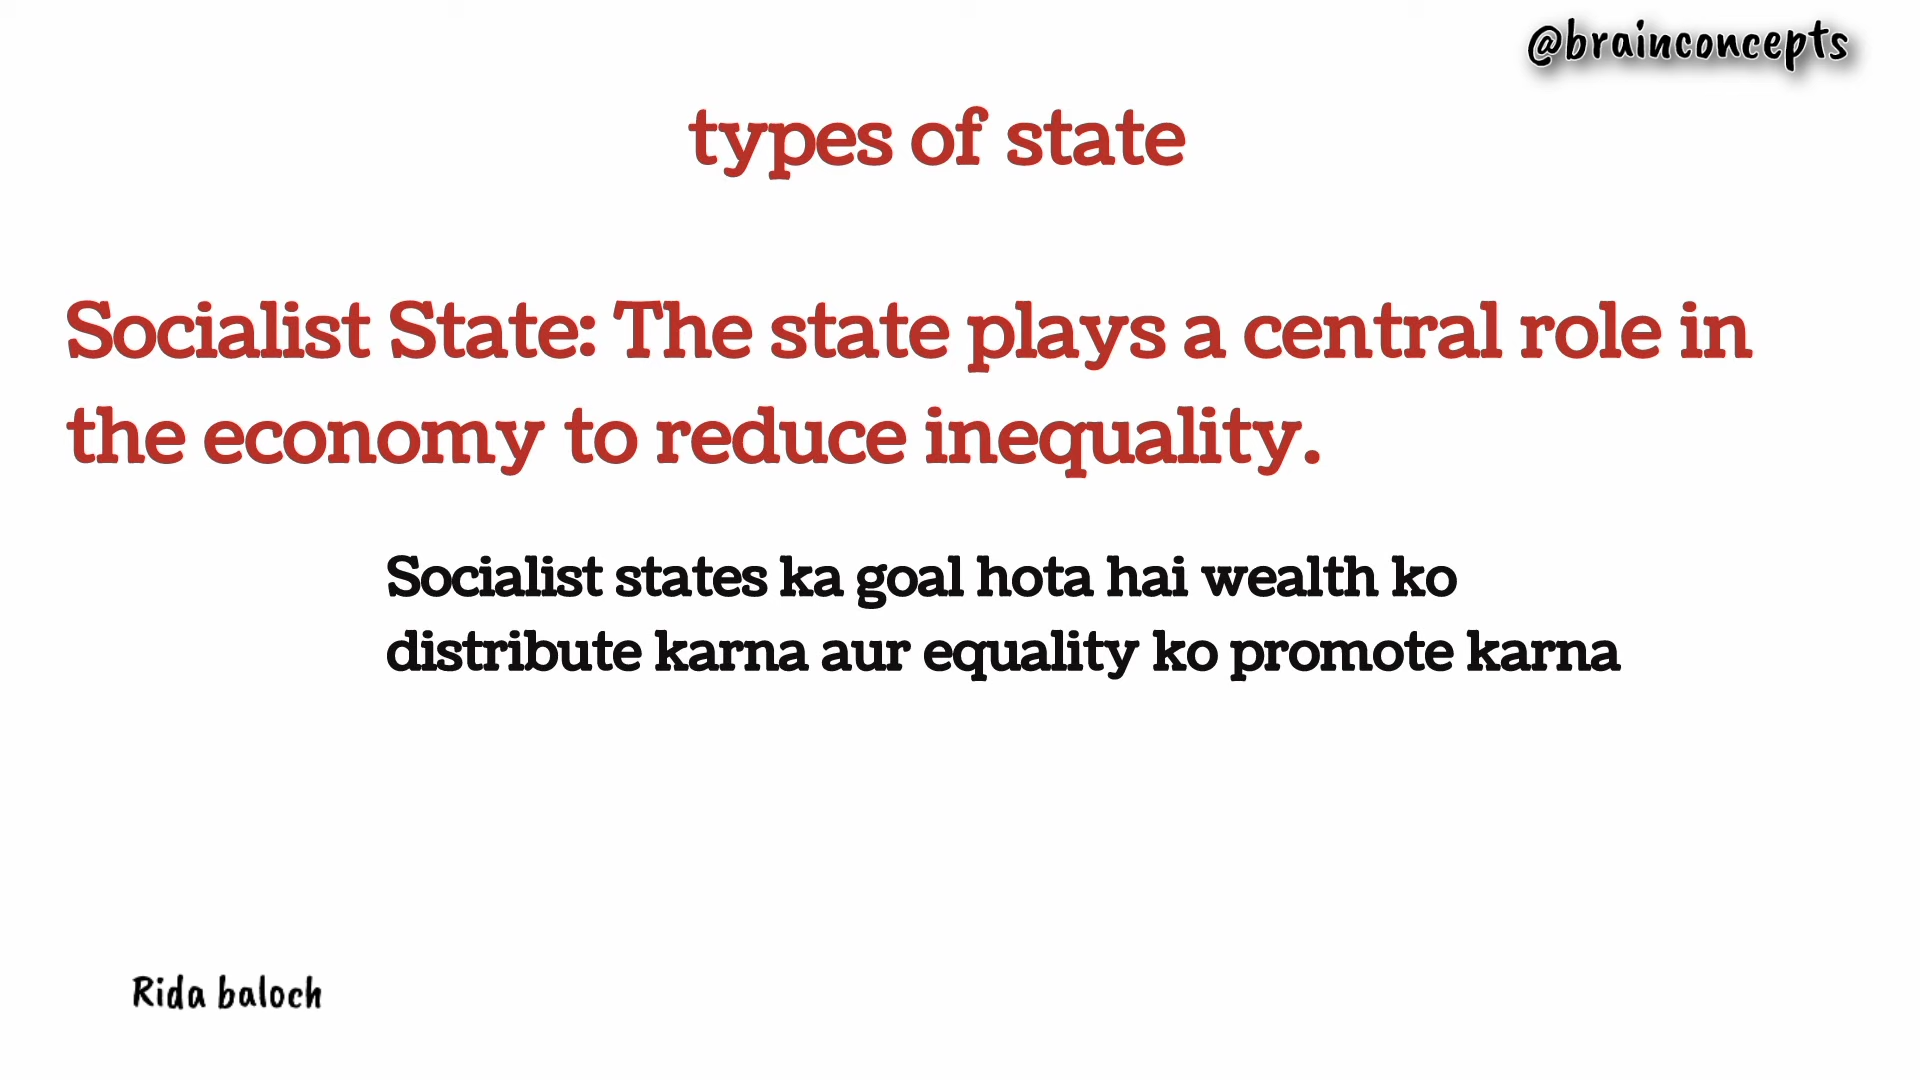 @brainconcepts
types of state
Socialist State: The state plays a central role in
the economy to reduce inequality.
Socialist states ka goal hota hai wealth ko
distribute karna aur equality ko promote karna
Rida baloch